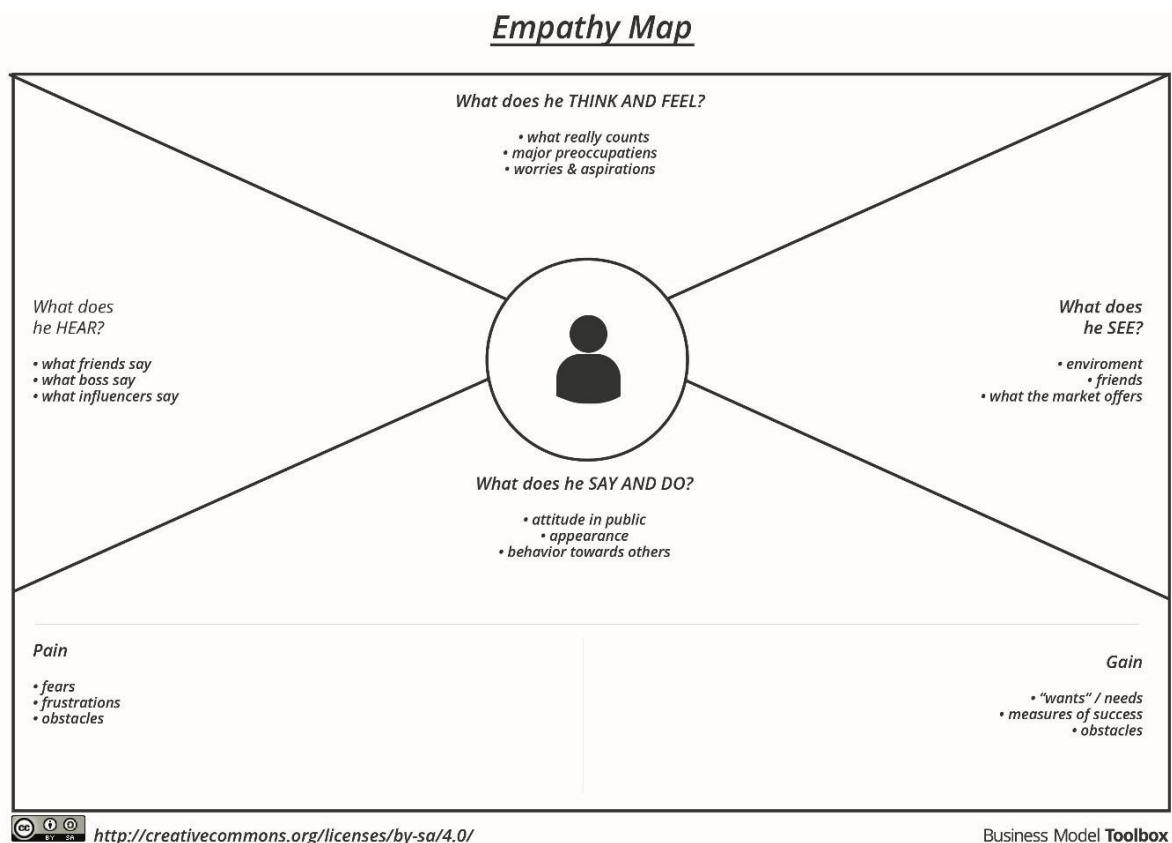 Empathy Map
What does he THINK AND FEEL?
• what really counts
• major preoccupatiens
• worries & aspirations
What does
he HEAR?
• what friends say
• what boss say
• what influencers say
What does
he SEE?
• enviroment
• friends
• what the market offers
What does he SAY AND DO?
• attitude in public
• appearance
• behavior towards others
Pain
• fears
• frustrations
• obstacles
Gain
• “wants“ / needs
• measures of success
• obstacles
cc BY SA
http://creativecommons.org/licenses/by-sa/4.0/
Business Model Toolbox